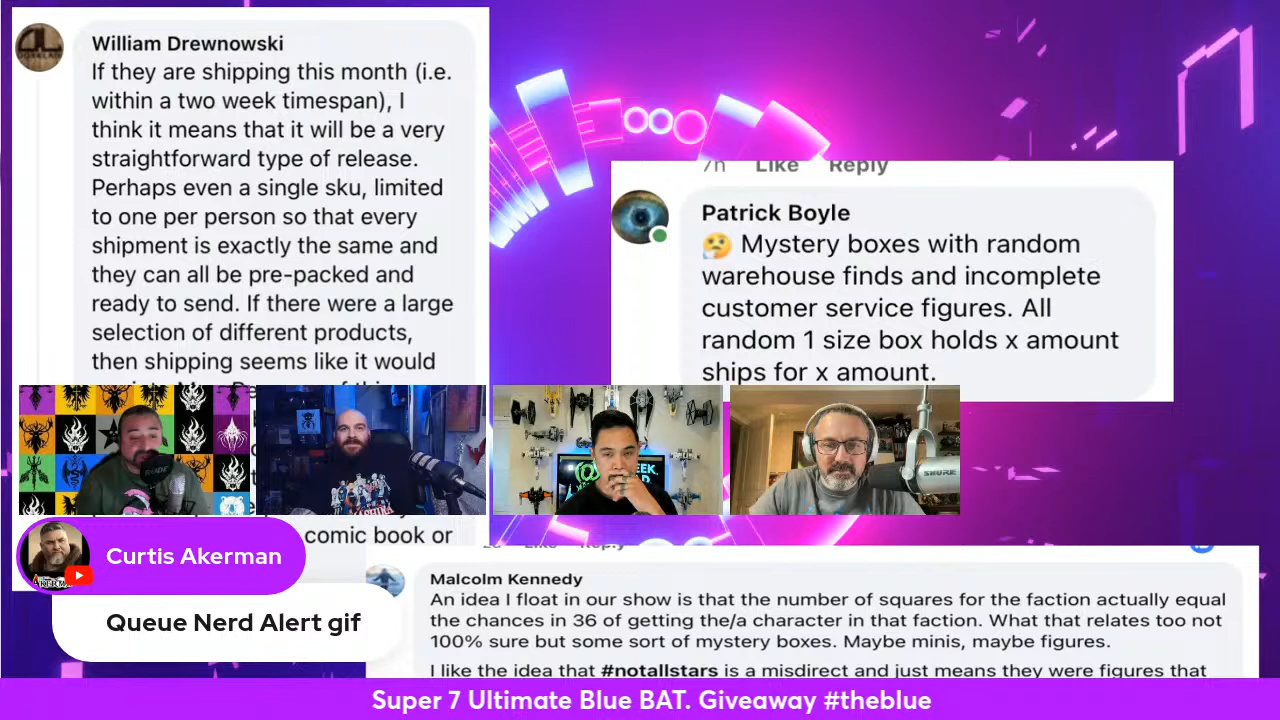 William Drewnowski
If they are shipping this month (i.e.
within a two week timespan), I
think it means that it will be a very
straightforward type of release.
Perhaps even a single sku, limited
to one per person so that every
shipment is exactly the same and
they can all be pre-packed and
ready to send. If there were a large
selection of different products,
then shipping seems like it would
comic book or
7h Like Reply
Patrick Boyle
🤔 Mystery boxes with random
warehouse finds and incomplete
customer service figures. All
random 1 size box holds x amount
ships for x amount.
SHURE
Curtis Akerman
Queue Nerd Alert gif
Like Reply
Malcolm Kennedy
An idea I float in our show is that the number of squares for the faction actually equal
the chances in 36 of getting the/a character in that faction. What that relates too not
100% sure but some sort of mystery boxes. Maybe minis, maybe figures.
I like the idea that #notallstars is a misdirect and just means they were figures that
Super 7 Ultimate Blue BAT. Giveaway #theblue